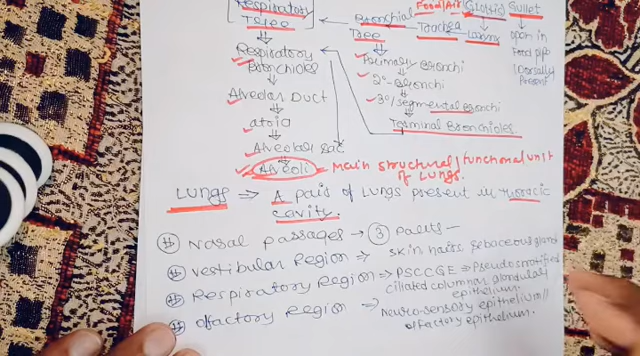 Respiratory Food/Air Glottis Gullet
Tree Bronchial Trachea Larynx open in
Tree Food pipe
Respiratory Primary Bronchi (Dorsally
Bronchioles 2° Bronchi Present)
Alveolar Duct 3°/segmental Bronchi
atria Terminal Bronchioles
Alveolar sac
Alveoli → Main structural/functional unit
of Lungs.
Lungs ⇒ A pair of Lungs present in thoracic
cavity.
# Nasal passages → 3 parts—
# Vestibular Region ⇒ skin hairs sebaceous gland
# Respiratory Region ⇒ PSCCGE ⇒ Pseudostratified
ciliated columnar glandular
epithelium.
# olfactory Region ⇒ Neuro-sensory epithelium//
olfactory epithelium.